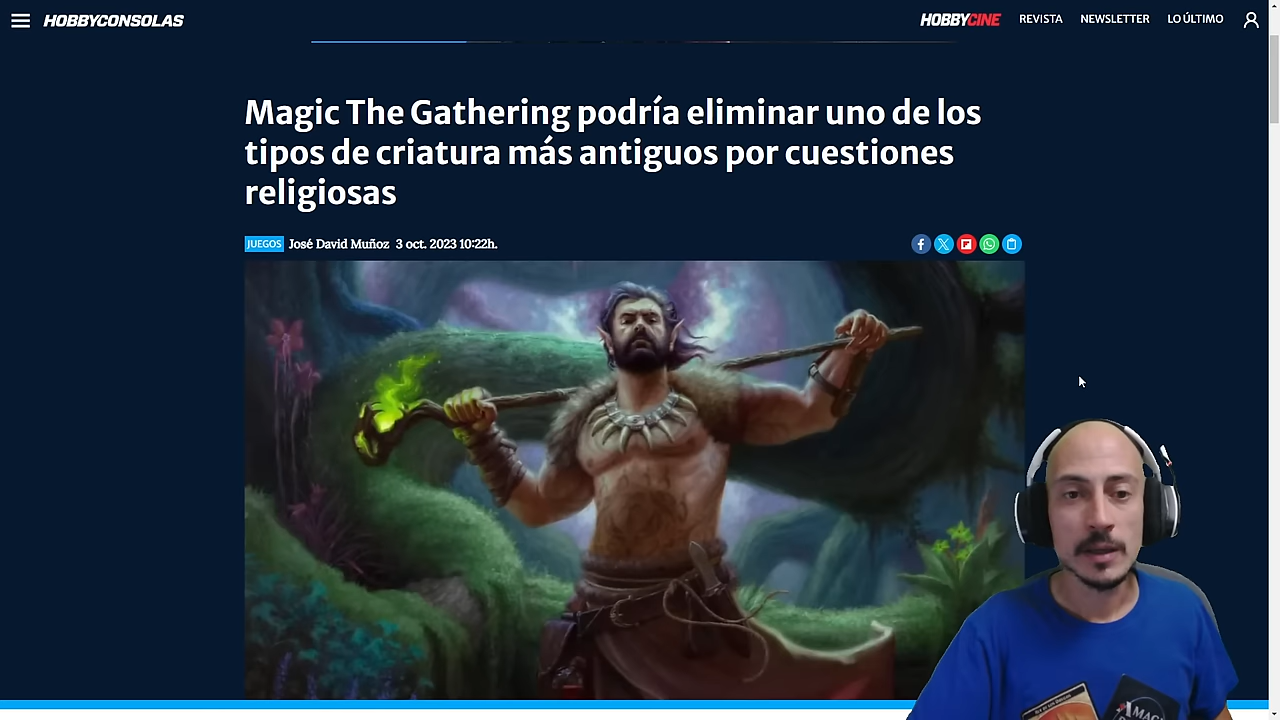 HOBBYCONSOLAS
HOBBYCINE REVISTA NEWSLETTER LO ÚLTIMO
Magic The Gathering podría eliminar uno de los
tipos de criatura más antiguos por cuestiones
religiosas
JUEGOS José David Muñoz 3 oct. 2023 10:22h.